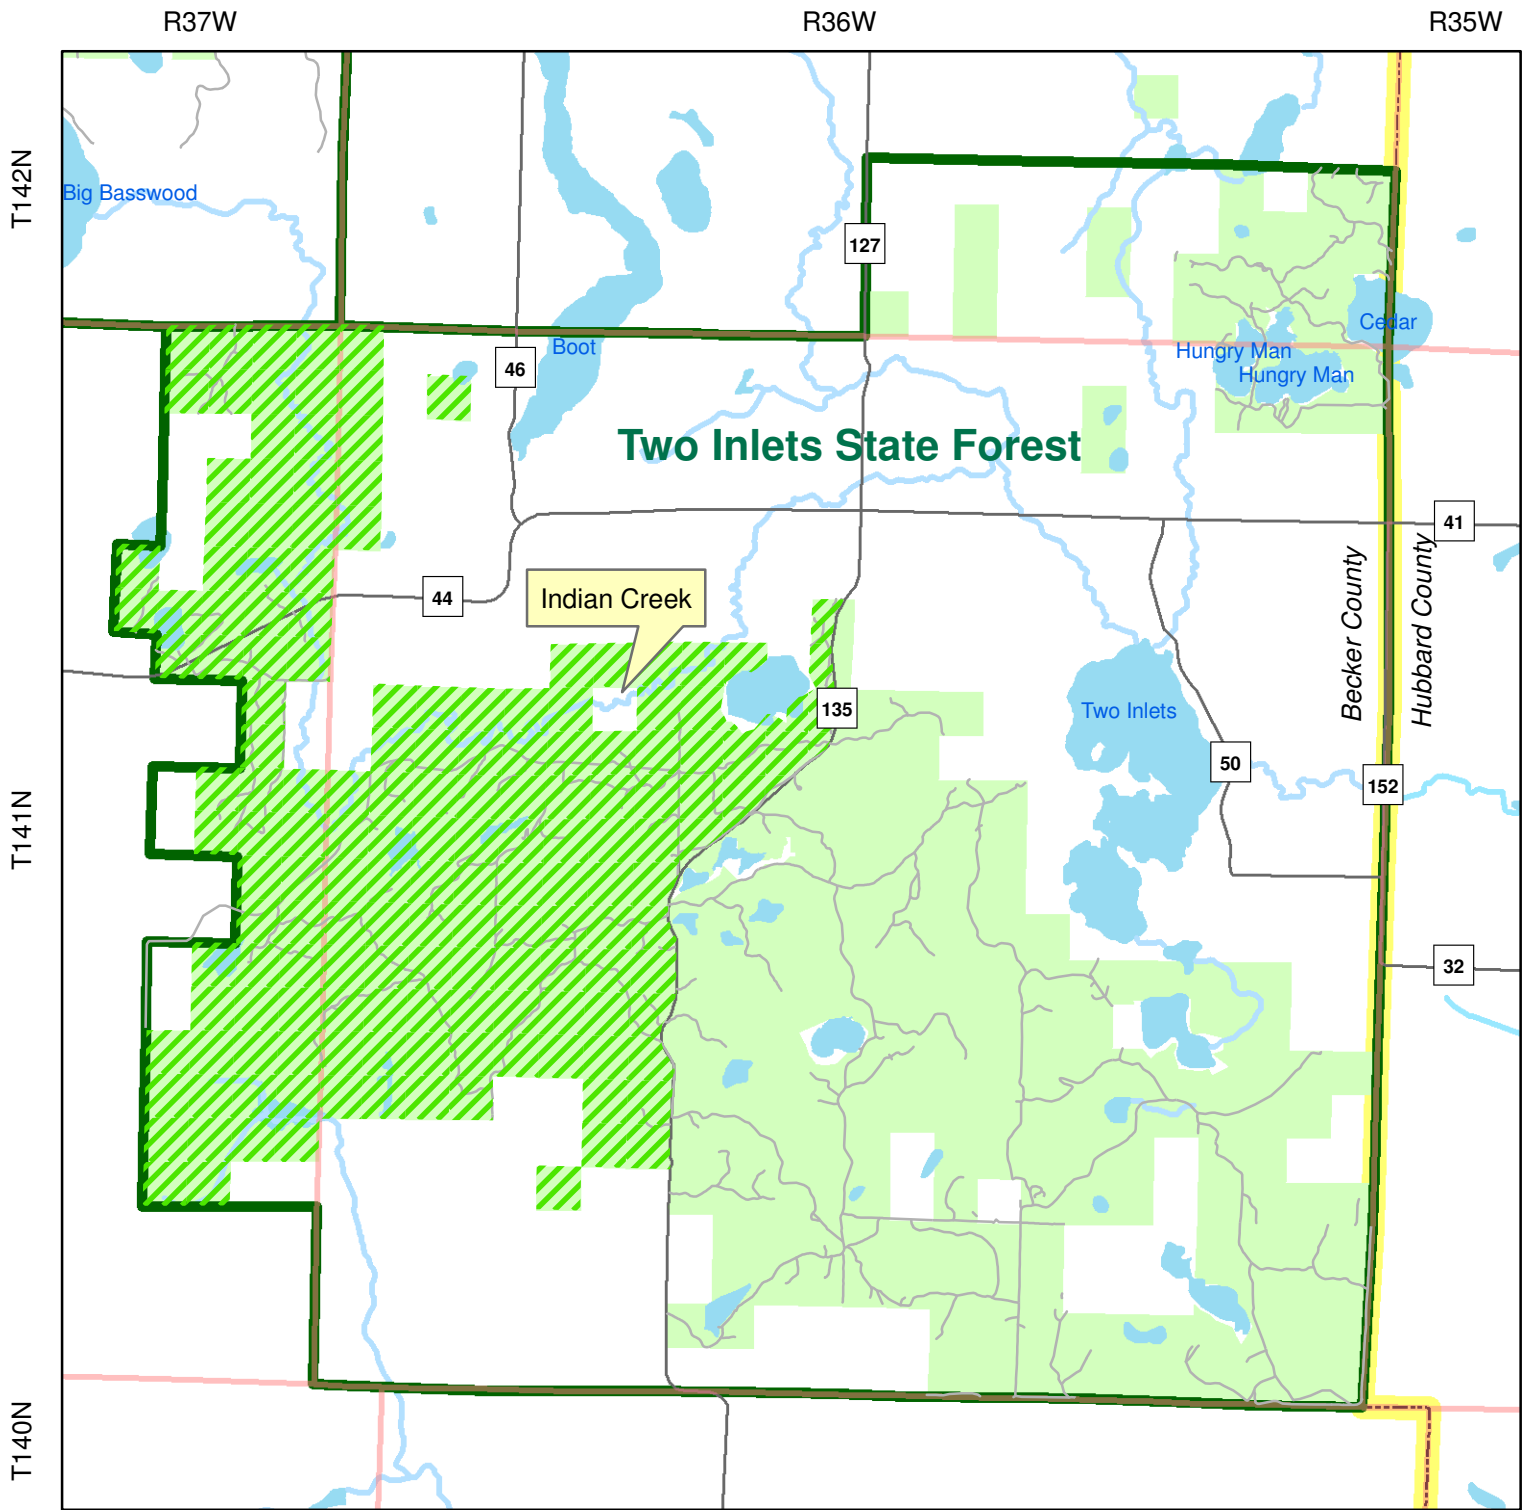 R37W
R36W
R35W
T142N
Big Basswood
127
Cedar
Boot
Hungry Man
46
Hungry Man
Two Inlets State Forest
41
Becker County
Hubbard County
44
Indian Creek
135
Two Inlets
50
152
T141N
32
T140N